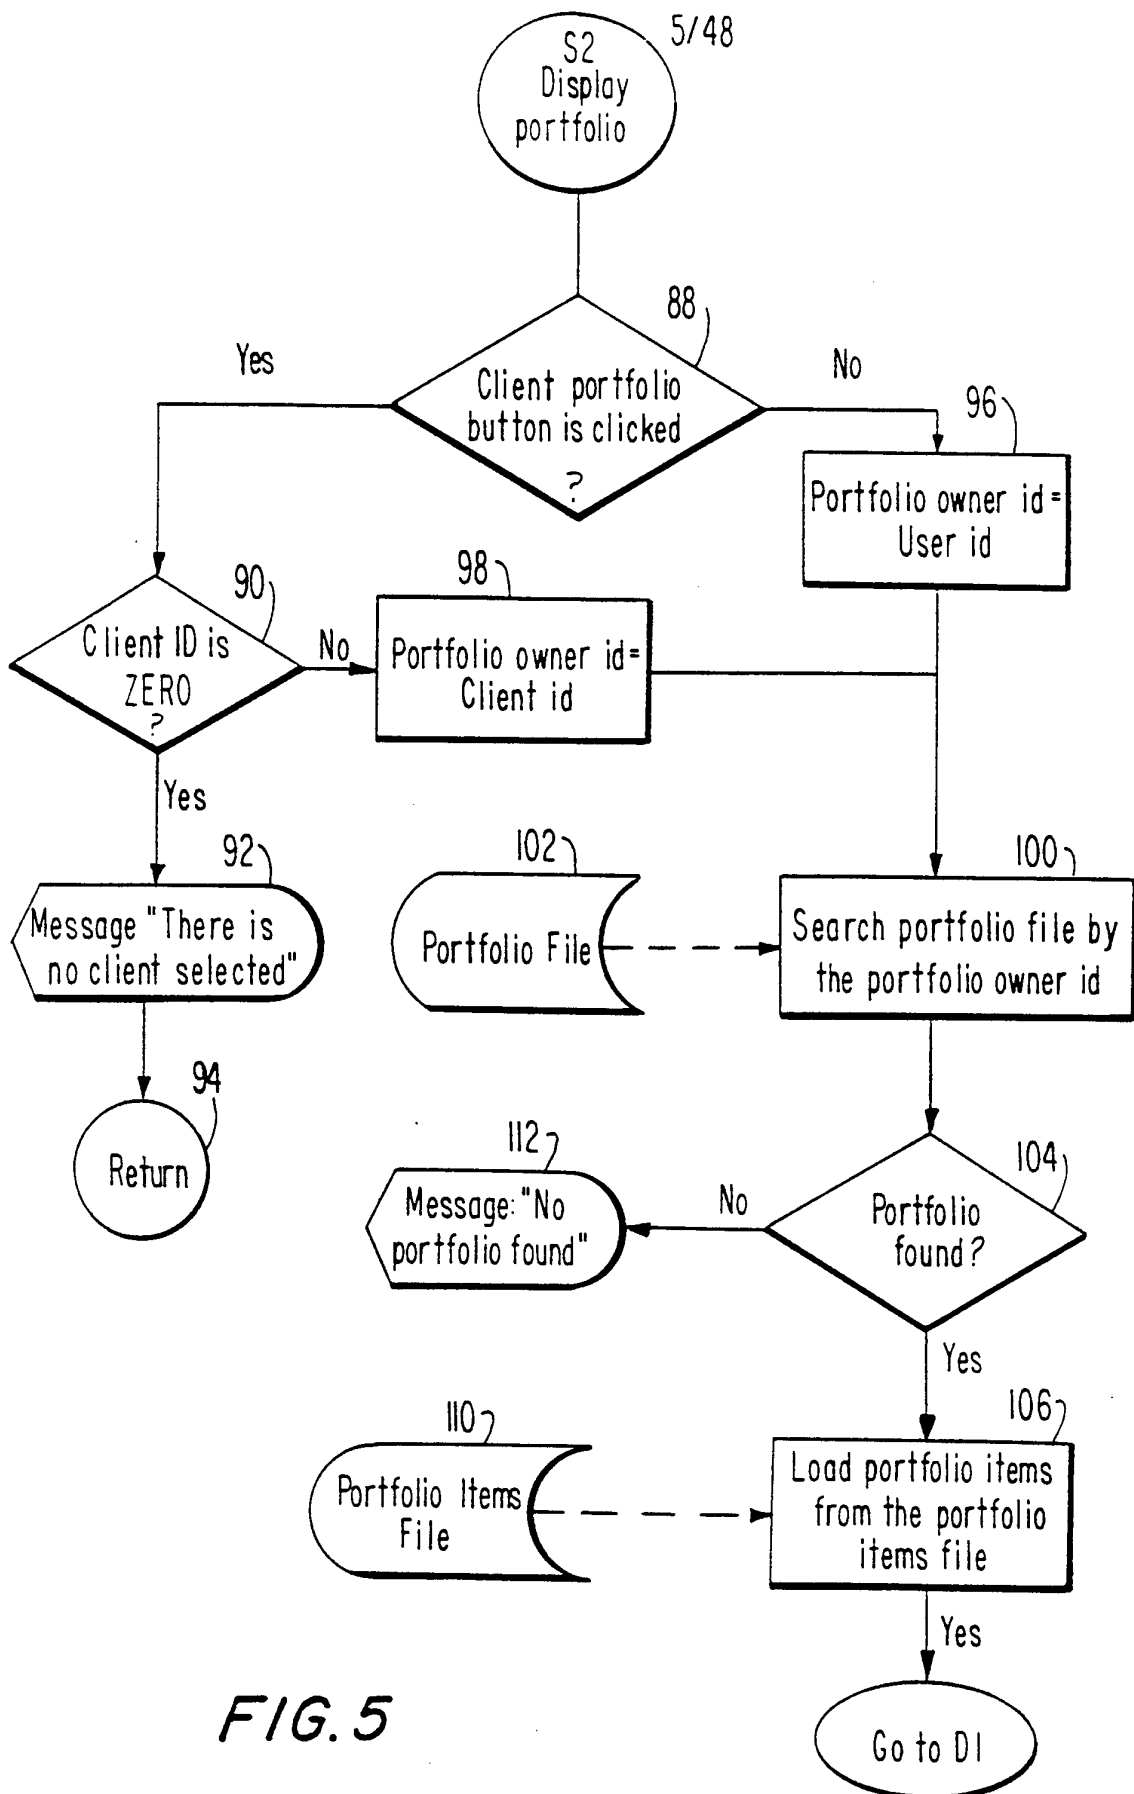 5/48
S2
Display
portfolio
88
Yes
No
Client portfolio
button is clicked
?
96
Portfolio owner id=
User id
90
Client ID is
ZERO
?
No
98
Portfolio owner id=
Client id
Yes
92
Message "There is
no client selected"
102
Portfolio File
100
Search portfolio file by
the portfolio owner id
94
Return
112
Message: "No
portfolio found"
No
104
Portfolio
found?
Yes
110
Portfolio Items
File
106
Load portfolio items
from the portfolio
items file
Yes
Go to D1
FIG. 5